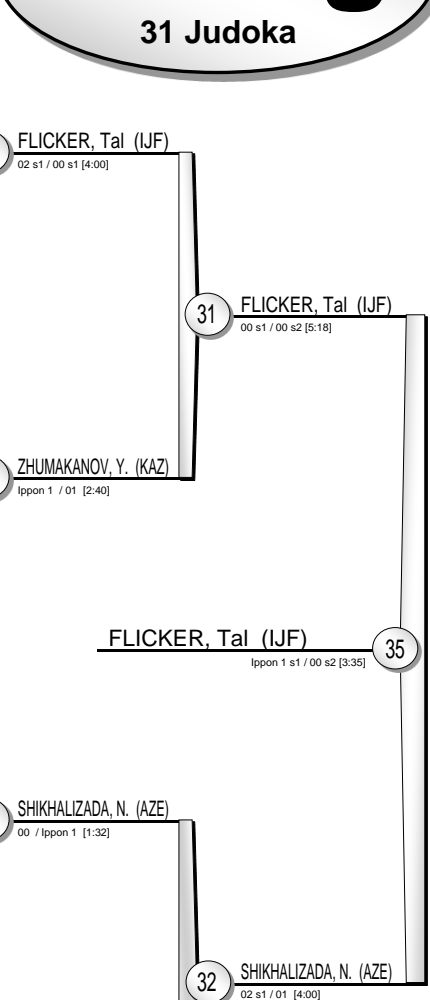 31 Judoka
FLICKER, Tal (IJF)
02 s1 / 00 s1 [4:00]
31
FLICKER, Tal (IJF)
00 s1 / 00 s2 [5:18]
ZHUMAKANOV, Y. (KAZ)
Ippon 1 / 01 [2:40]
FLICKER, Tal (IJF)
Ippon 1 s1 / 00 s2 [3:35]
35
SHIKHALIZADA, N. (AZE)
00 / Ippon 1 [1:32]
32
SHIKHALIZADA, N. (AZE)
02 s1 / 01 [4:00]